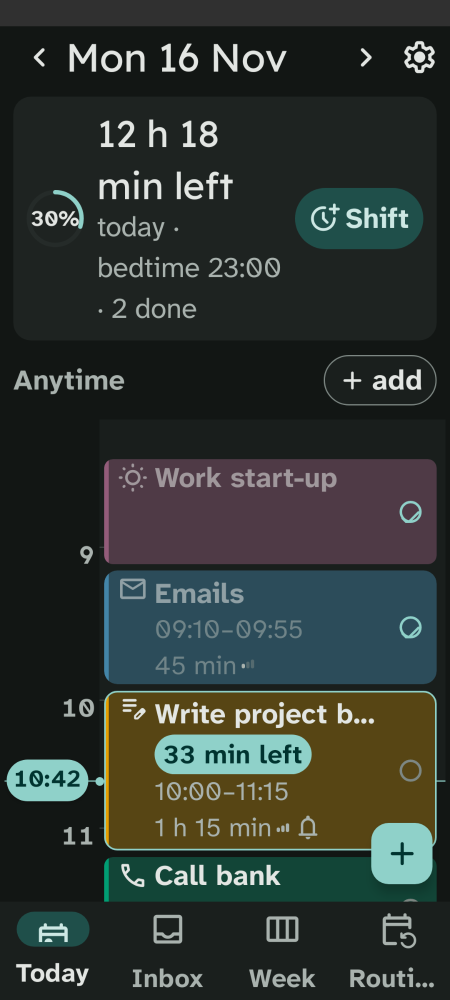 Mon 16 Nov
12 h 18
min left
30%
today ·
bedtime 23:00
· 2 done
Shift
Anytime
+ add
Work start-up
9
Emails
09:10–09:55
45 min
10
Write project b...
33 min left
10:00–11:15
10:42
1 h 15 min
11
Call bank
Today
Inbox
Week
Routi...